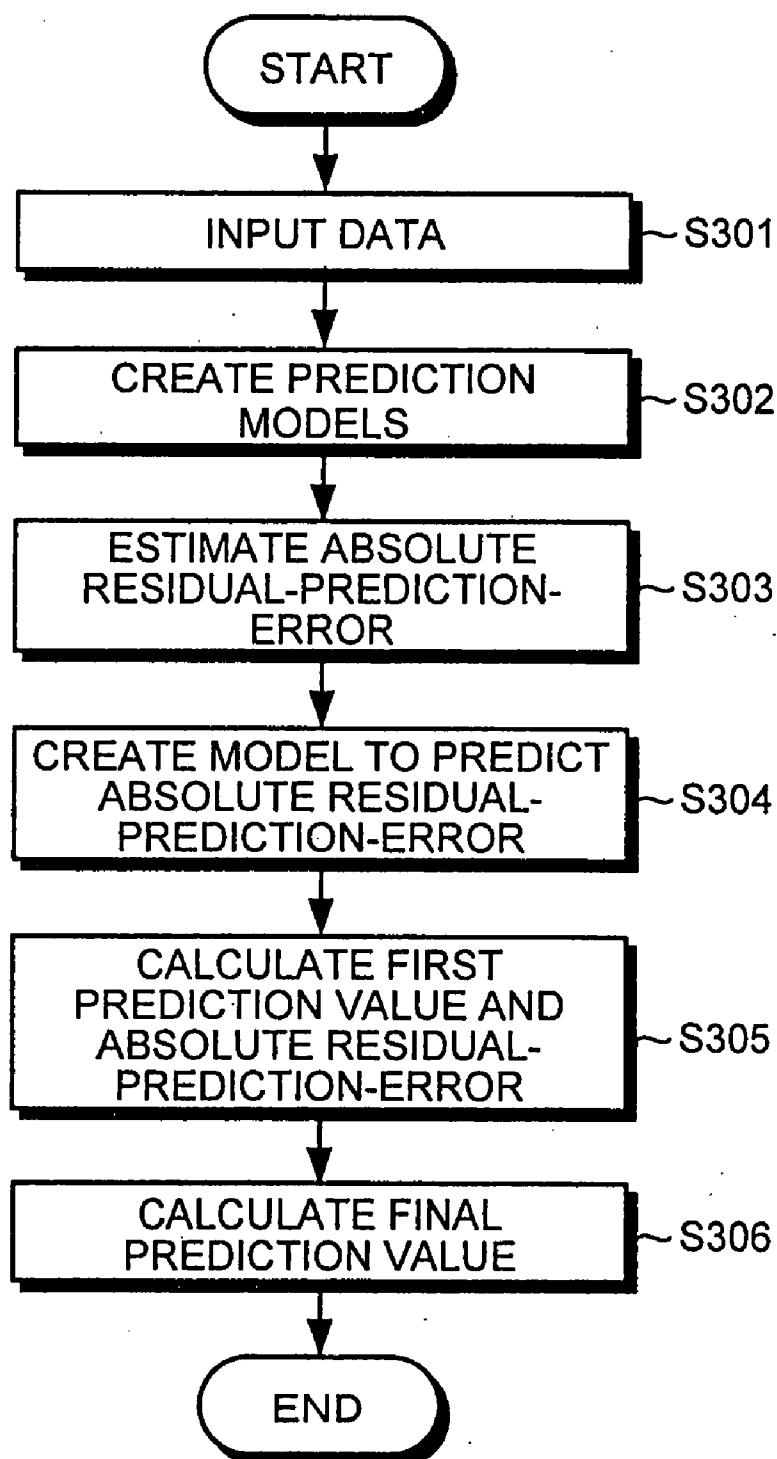 START
INPUT DATA
S301
CREATE PREDICTION
MODELS
S302
ESTIMATE ABSOLUTE
RESIDUAL-PREDICTION-
ERROR
S303
CREATE MODEL TO PREDICT
ABSOLUTE RESIDUAL-
PREDICTION-ERROR
S304
CALCULATE FIRST
PREDICTION VALUE AND
ABSOLUTE RESIDUAL-
PREDICTION-ERROR
S305
CALCULATE FINAL
PREDICTION VALUE
S306
END